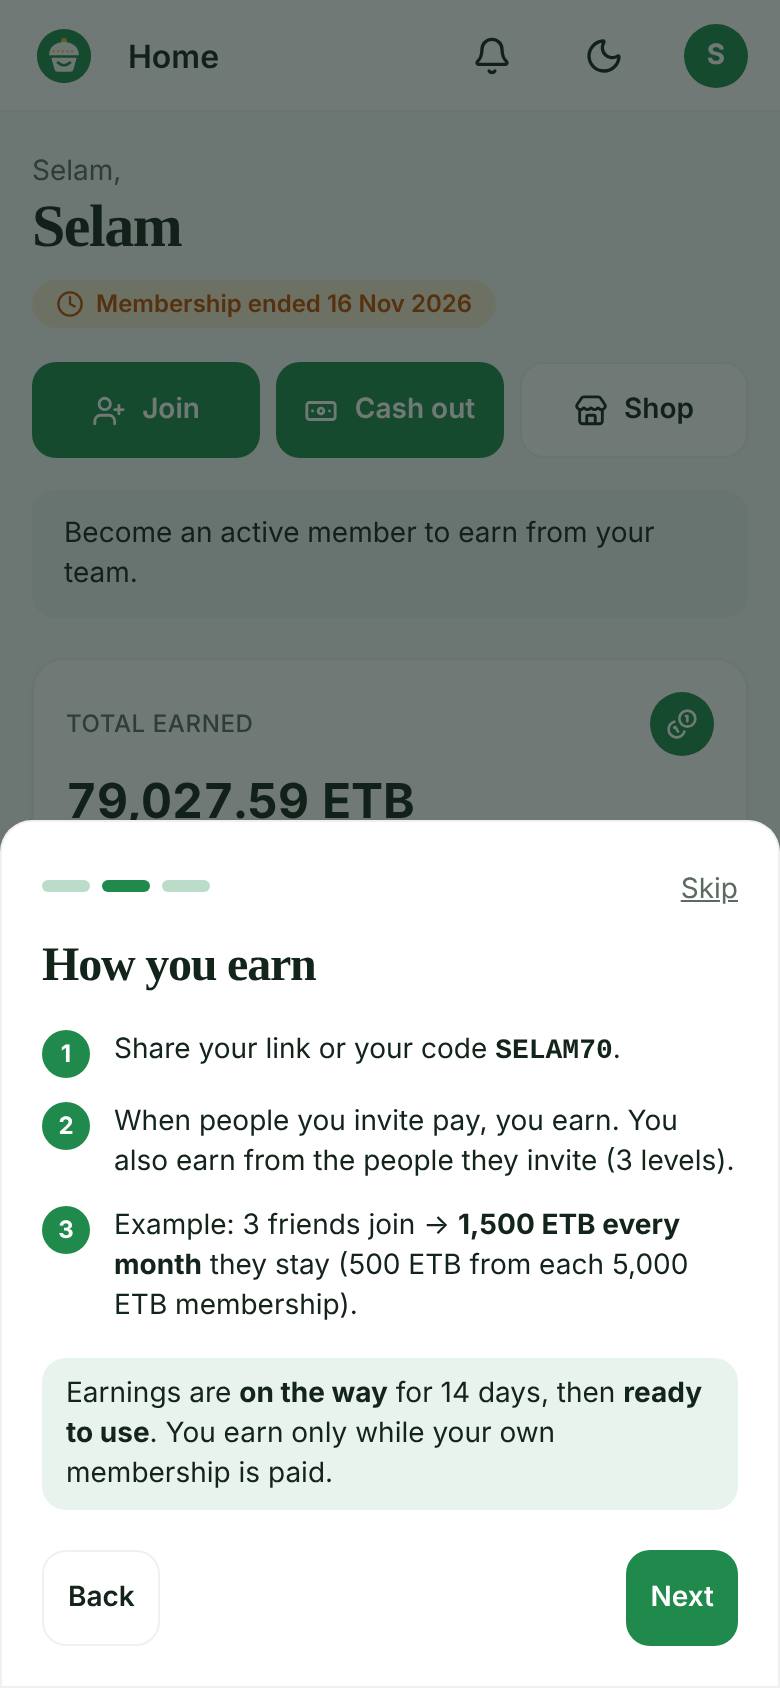 Home
S
Selam,
Selam
Membership ended 16 Nov 2026
Join
Cash out
Shop
Become an active member to earn from your
team.
TOTAL EARNED
79,027.59 ETB
Skip
How you earn
1 Share your link or your code SELAM70.
2 When people you invite pay, you earn. You
also earn from the people they invite (3 levels).
3 Example: 3 friends join → 1,500 ETB every
month they stay (500 ETB from each 5,000
ETB membership).
Earnings are on the way for 14 days, then ready
to use. You earn only while your own
membership is paid.
Back
Next